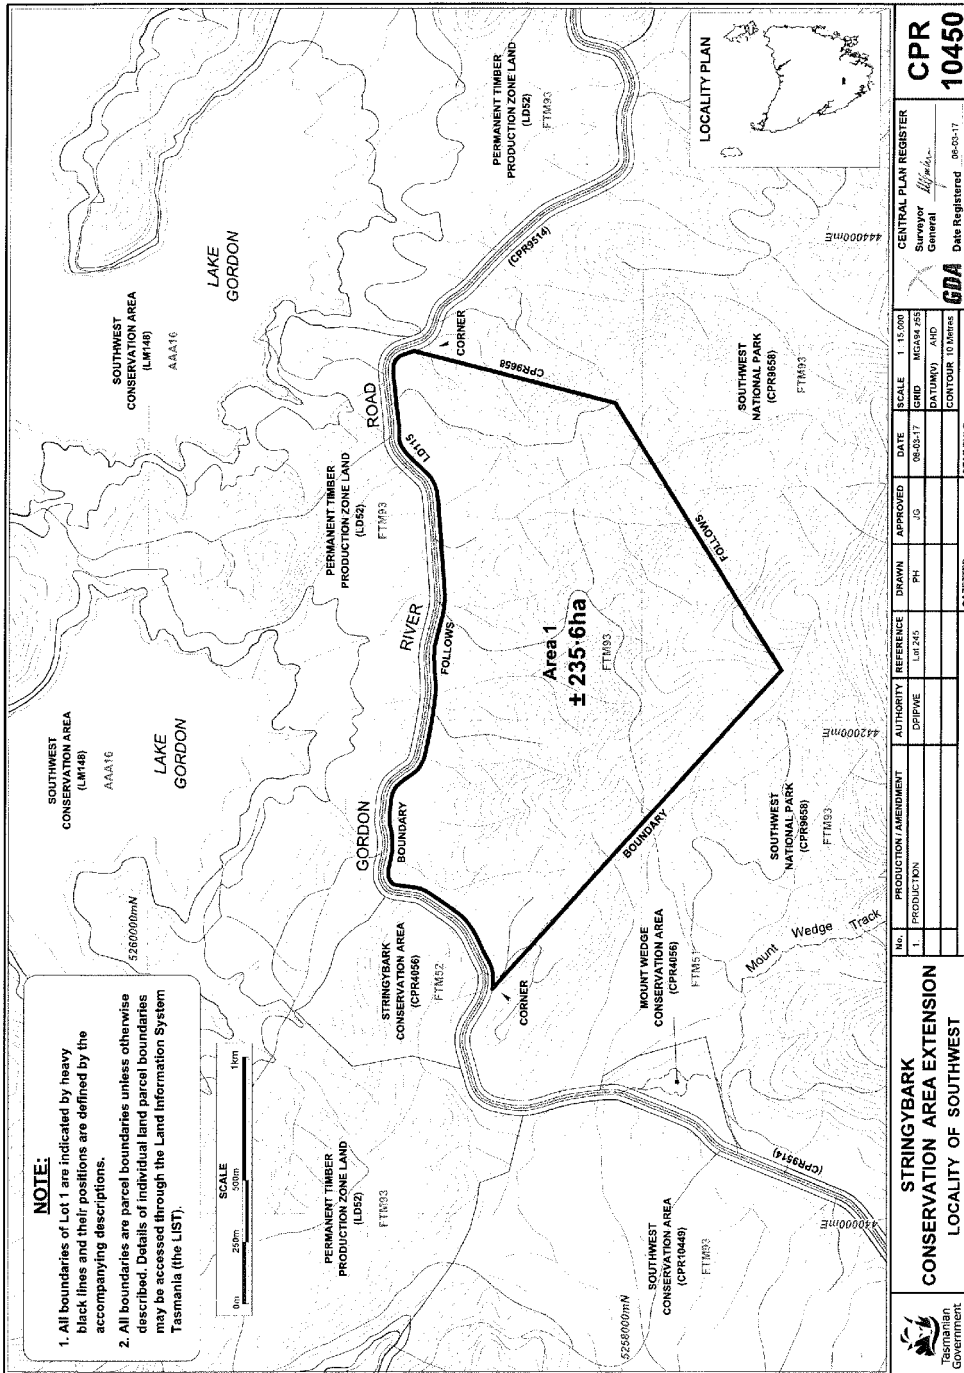 NOTE:
1. All boundaries of Lot 1 are indicated by heavy
black lines and their positions are defined by the
accompanying descriptions.
2. All boundaries are parcel boundaries unless otherwise
described. Details of individual land parcel boundaries
may be accessed through the Land Information System
Tasmania (the LIST).
SCALE
0m 250m 500m 1km
5260000mN
SOUTHWEST
CONSERVATION AREA
(LM148)
AAA16
LAKE
GORDON
SOUTHWEST
CONSERVATION AREA
(LM148)
AAA16
LAKE
GORDON
PERMANENT TIMBER
PRODUCTION ZONE LAND
(LD52)
FTM93
PERMANENT TIMBER
PRODUCTION ZONE LAND
(LD52)
FTM93
STRINGYBARK
CONSERVATION AREA
(CPR4056)
FTM52
GORDON
RIVER
ROAD
BOUNDARY
FOLLOWS
LD115
PERMANENT TIMBER
PRODUCTION ZONE LAND
(LD52)
FTM93
(CPR9514)
CORNER
CORNER
CPR9658
Area 1
± 235·6ha
FTM93
FOLLOWS
BOUNDARY
SOUTHWEST
CONSERVATION AREA
(CPR10449)
FTM93
5258000mN
MOUNT WEDGE
CONSERVATION AREA
(CPR4056)
FTM51
SOUTHWEST
NATIONAL PARK
(CPR9658)
FTM93
SOUTHWEST
NATIONAL PARK
(CPR9658)
FTM93
Mount Wedge Track
(CPR9514)
440000mE
442000mE
444000mE
LOCALITY PLAN
Tasmanian
Government
STRINGYBARK
CONSERVATION AREA EXTENSION
LOCALITY OF SOUTHWEST
No. PRODUCTION / AMENDMENT AUTHORITY REFERENCE DRAWN APPROVED DATE
1. PRODUCTION DPIPWE Lot 245 PH JG 08-03-17
SCALE 1 : 15,000
GRID MGA94 z55
DATUM(V) AHD
CONTOUR 10 Metres
GDA
CENTRAL PLAN REGISTER
Surveyor
General
Date Registered 06-03-17
CPR
10450